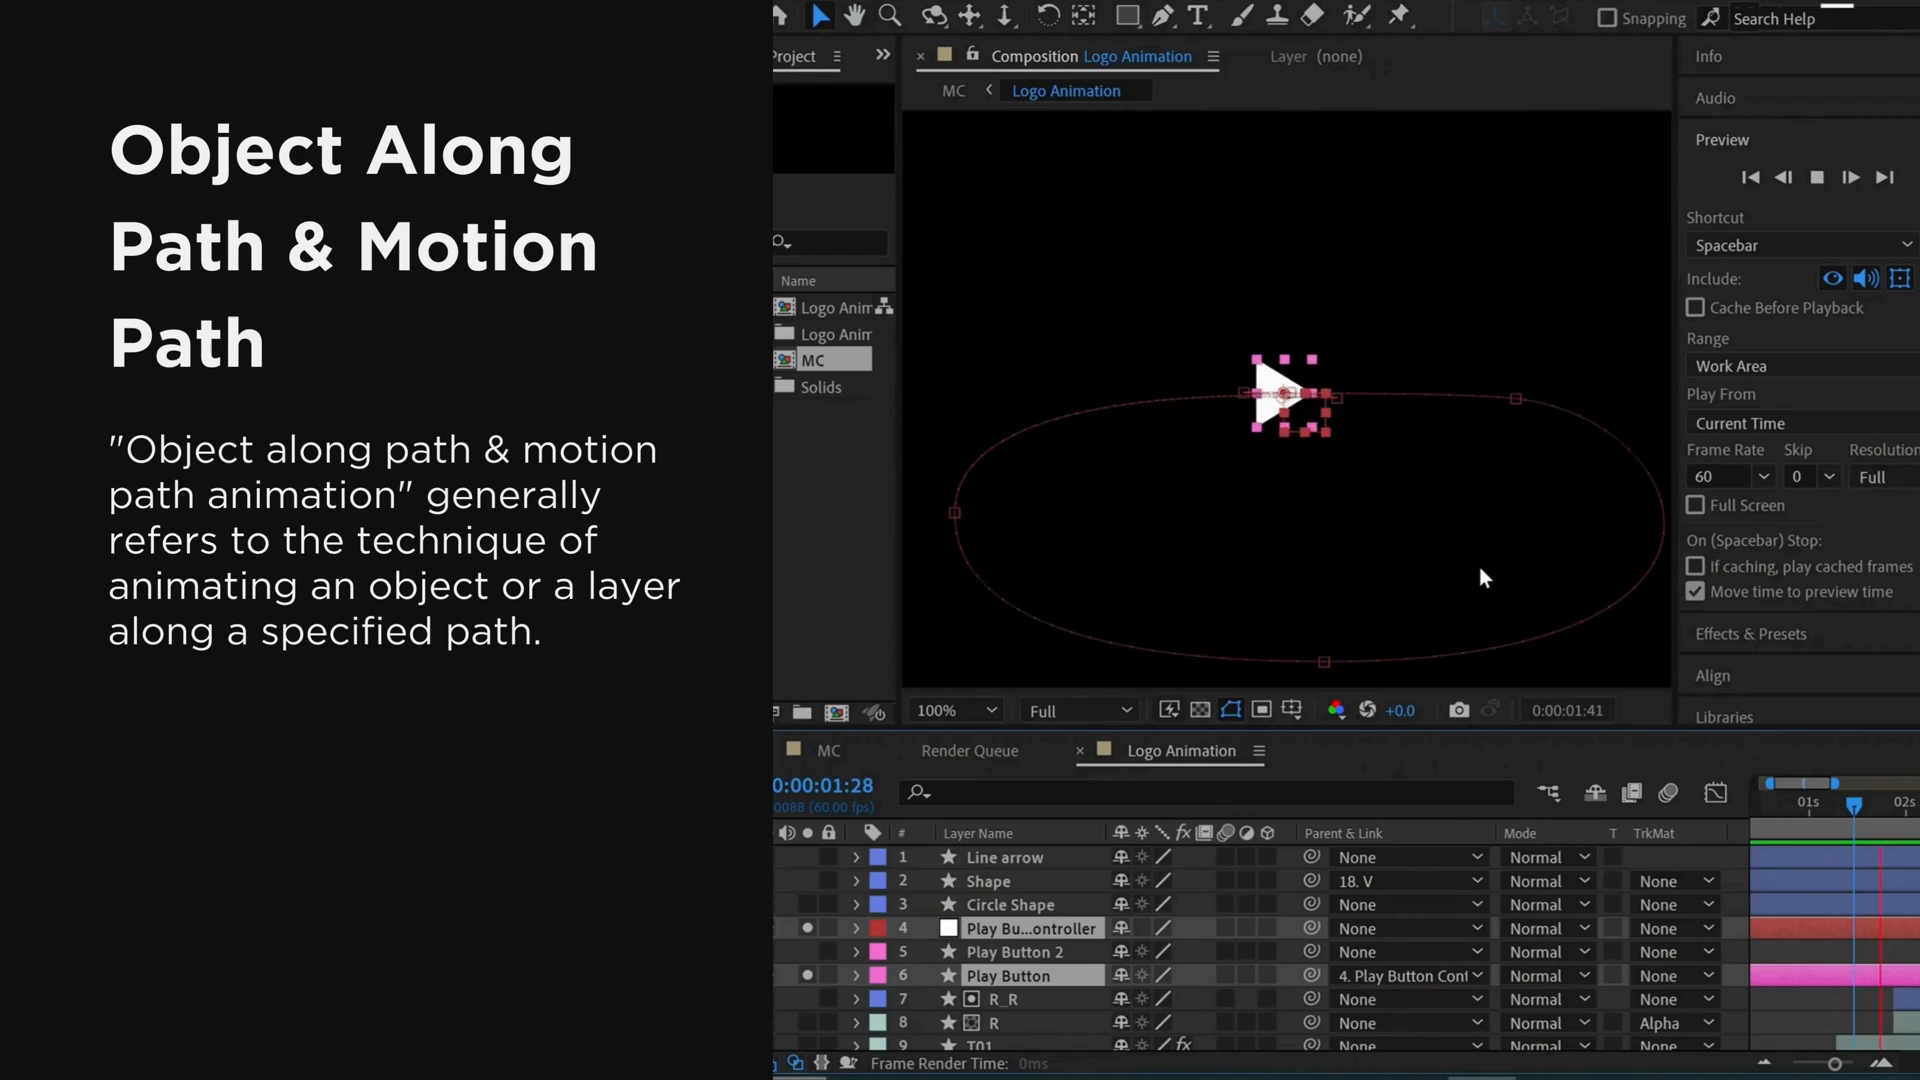 Object Along
Path & Motion
Path
"Object along path & motion
path animation" generally
refers to the technique of
animating an object or a layer
along a specified path.
Snapping
Search Help
Project
Composition Logo Animation
Layer (none)
MC
Logo Animation
Name
Logo Anim
Logo Anim
MC
Solids
Info
Audio
Preview
Shortcut
Spacebar
Include:
Cache Before Playback
Range
Work Area
Play From
Current Time
Frame Rate Skip Resolution
60 0 Full
Full Screen
On (Spacebar) Stop:
If caching, play cached frames
Move time to preview time
Effects & Presets
Align
Libraries
100% Full +0.0 0:00:01:41
MC Render Queue Logo Animation
0:00:01:28
0088 (60.00 fps)
01s 02s
# Layer Name fx Parent & Link Mode T TrkMat
1 Line arrow None Normal
2 Shape 18. V Normal None
3 Circle Shape None Normal None
4 Play Bu...ontroller None Normal None
5 Play Button 2 None Normal None
6 Play Button 4. Play Button Cont Normal None
7 R_R None Normal None
8 R None Normal Alpha
9 T01 fx None Normal None
Frame Render Time: 0ms